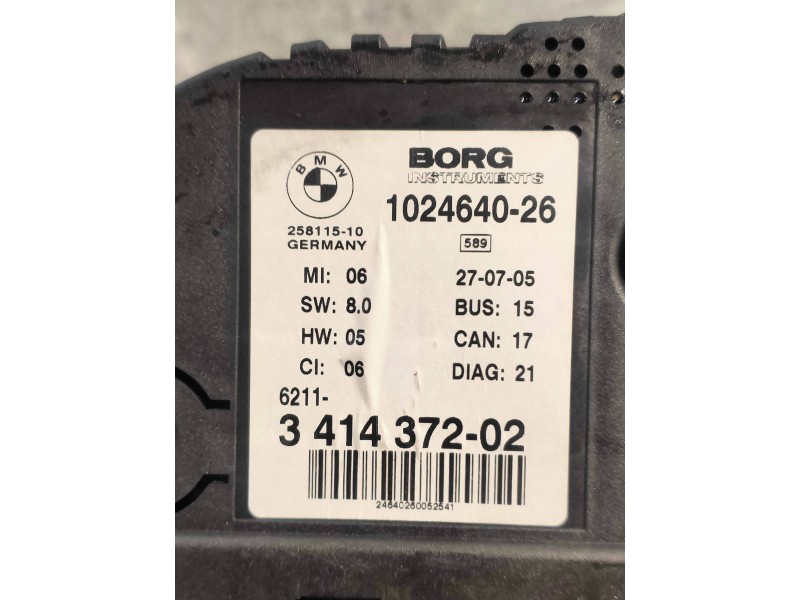 BMW
BORG
INSTRUMENTS
1024640-26
258115-10
GERMANY
589
MI: 06
27-07-05
SW: 8.0
BUS: 15
HW: 05
CAN: 17
CI: 06
DIAG: 21
6211-
3 414 372-02
24640260052541